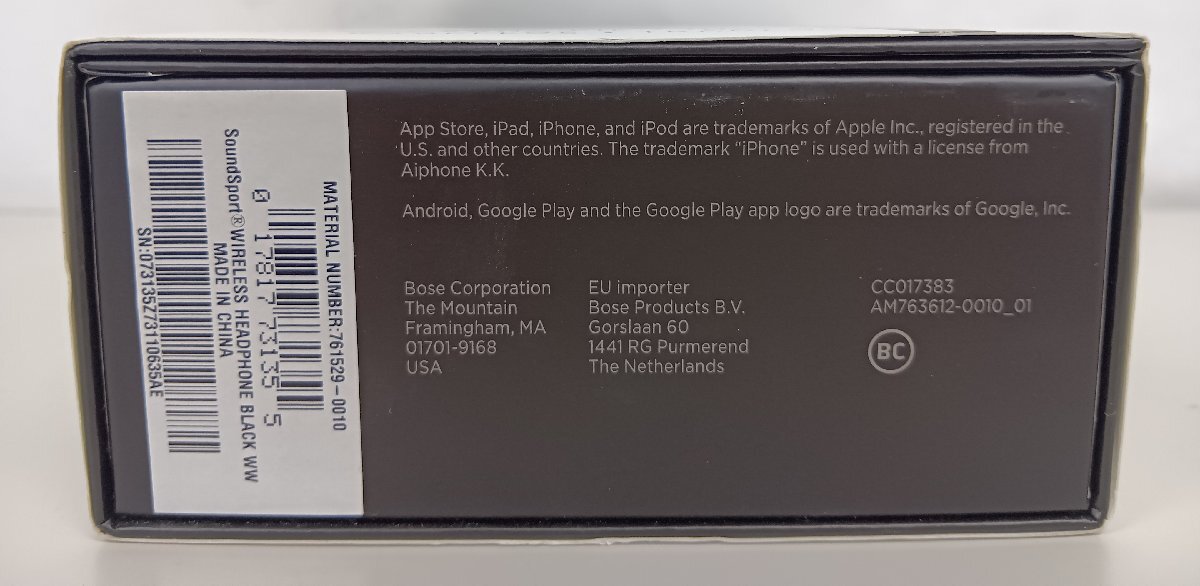 MATERIAL NUMBER:761529-0010
0 17817 73135 5
SoundSport®WIRELESS HEADPHONE BLACK WW
MADE IN CHINA
SN:073135Z73110635AE
App Store, iPad, iPhone, and iPod are trademarks of Apple Inc., registered in the
U.S. and other countries. The trademark “iPhone” is used with a license from
Aiphone K.K.
Android, Google Play and the Google Play app logo are trademarks of Google, Inc.
Bose Corporation
The Mountain
Framingham, MA
01701-9168
USA
EU importer
Bose Products B.V.
Gorslaan 60
1441 RG Purmerend
The Netherlands
CC017383
AM763612-0010_01
BC